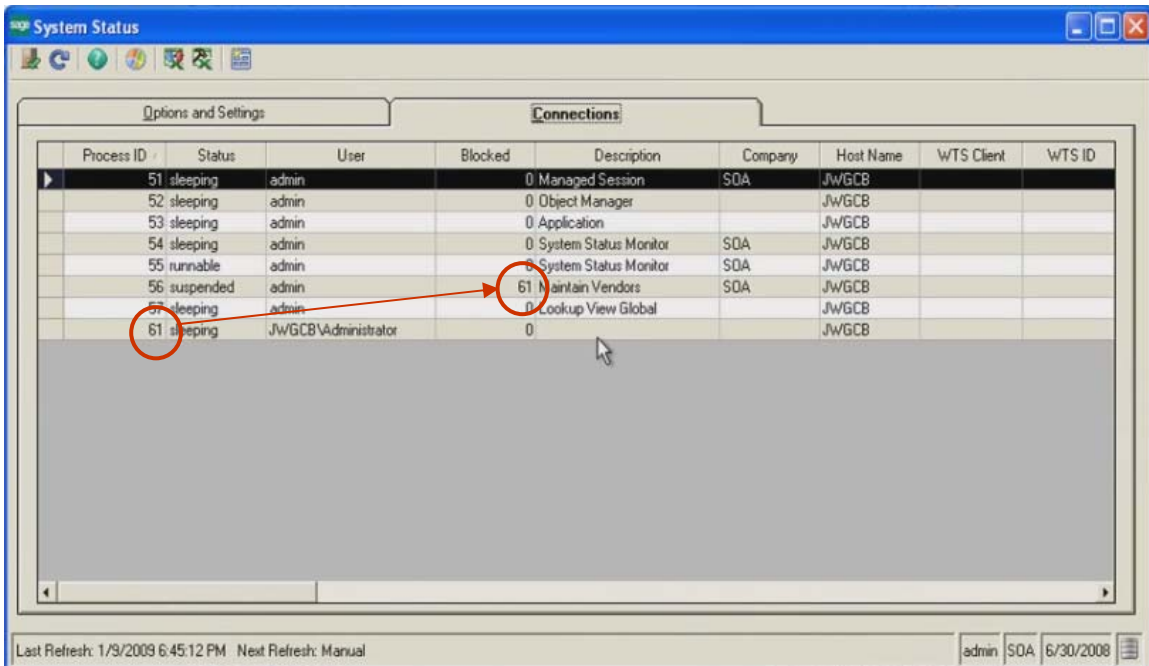 sage System Status
Options and Settings Connections
Process ID Status User Blocked Description Company Host Name WTS Client WTS ID
51 sleeping admin 0 Managed Session SOA JWGCB
52 sleeping admin 0 Object Manager JWGCB
53 sleeping admin 0 Application JWGCB
54 sleeping admin 0 System Status Monitor SOA JWGCB
55 runnable admin 0 System Status Monitor SOA JWGCB
56 suspended admin 61 Maintain Vendors SOA JWGCB
57 sleeping admin 0 Lookup View Global JWGCB
61 sleeping JWGCB\Administrator 0 JWGCB
Last Refresh: 1/9/2009 6:45:12 PM Next Refresh: Manual admin SOA 6/30/2008